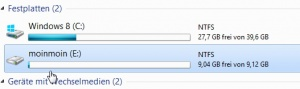 Festplatten (2)
Windows 8 (C:)
NTFS
27,7 GB frei von 39,6 GB
moinmoin (E:)
NTFS
9,04 GB frei von 9,12 GB
Geräte mit Wechselmedien (2)